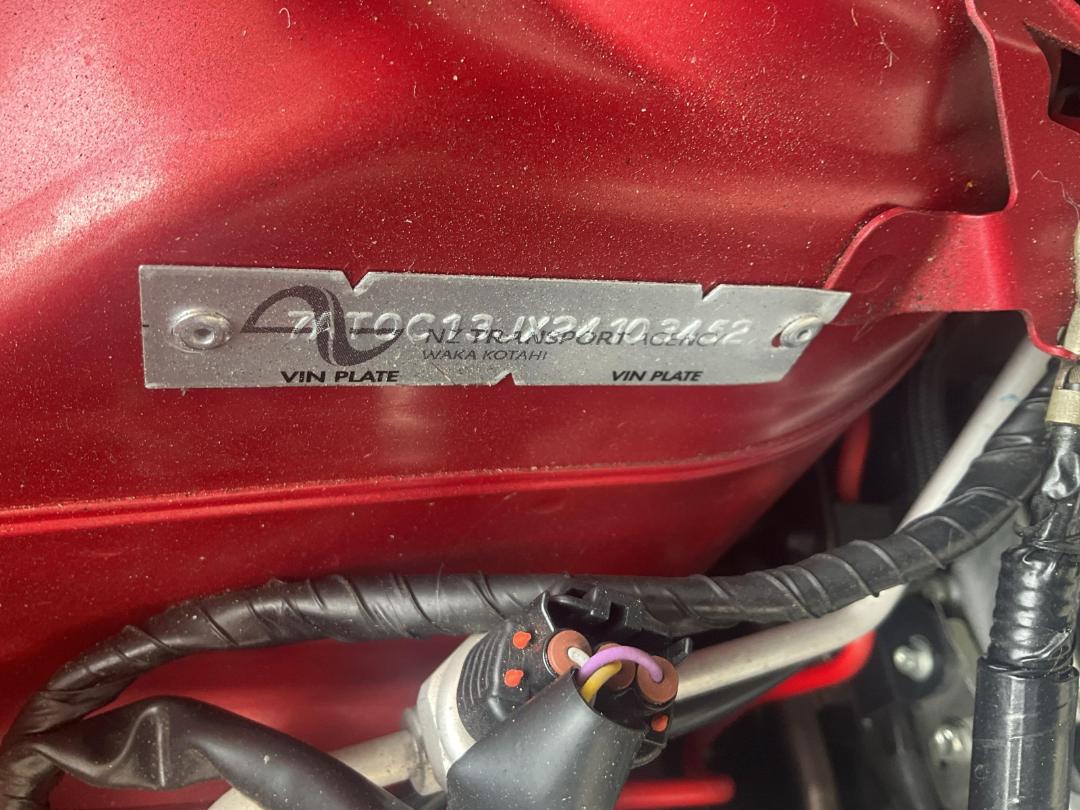 7AT0C13JX24103452
NZ TRANSPORT AGENCY
WAKA KOTAHI
VIN PLATE VIN PLATE